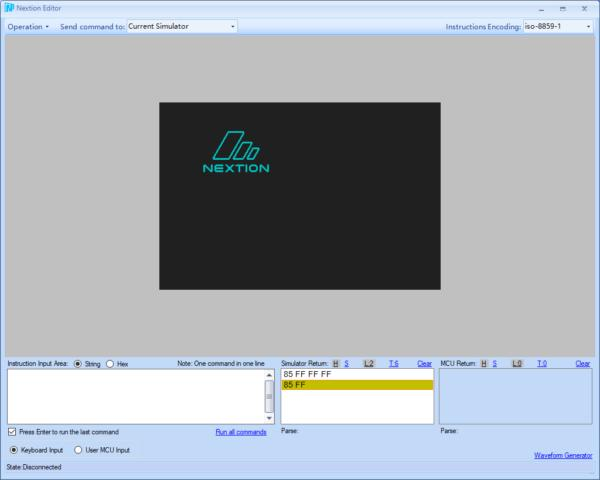 Nextion Editor
Operation Send command to: Current Simulator Instructions Encoding: iso-8859-1
NEXTION
Instruction Input Area: String Hex Note: One command in one line Simulator Return: H S L:2 T:6 Clear MCU Return: H S L:0 T:0 Clear
85 FF FF FF
85 FF
Press Enter to run the last command Run all commands Parse: Parse:
Keyboard Input User MCU Input
Waveform Generator
State:Disconnected